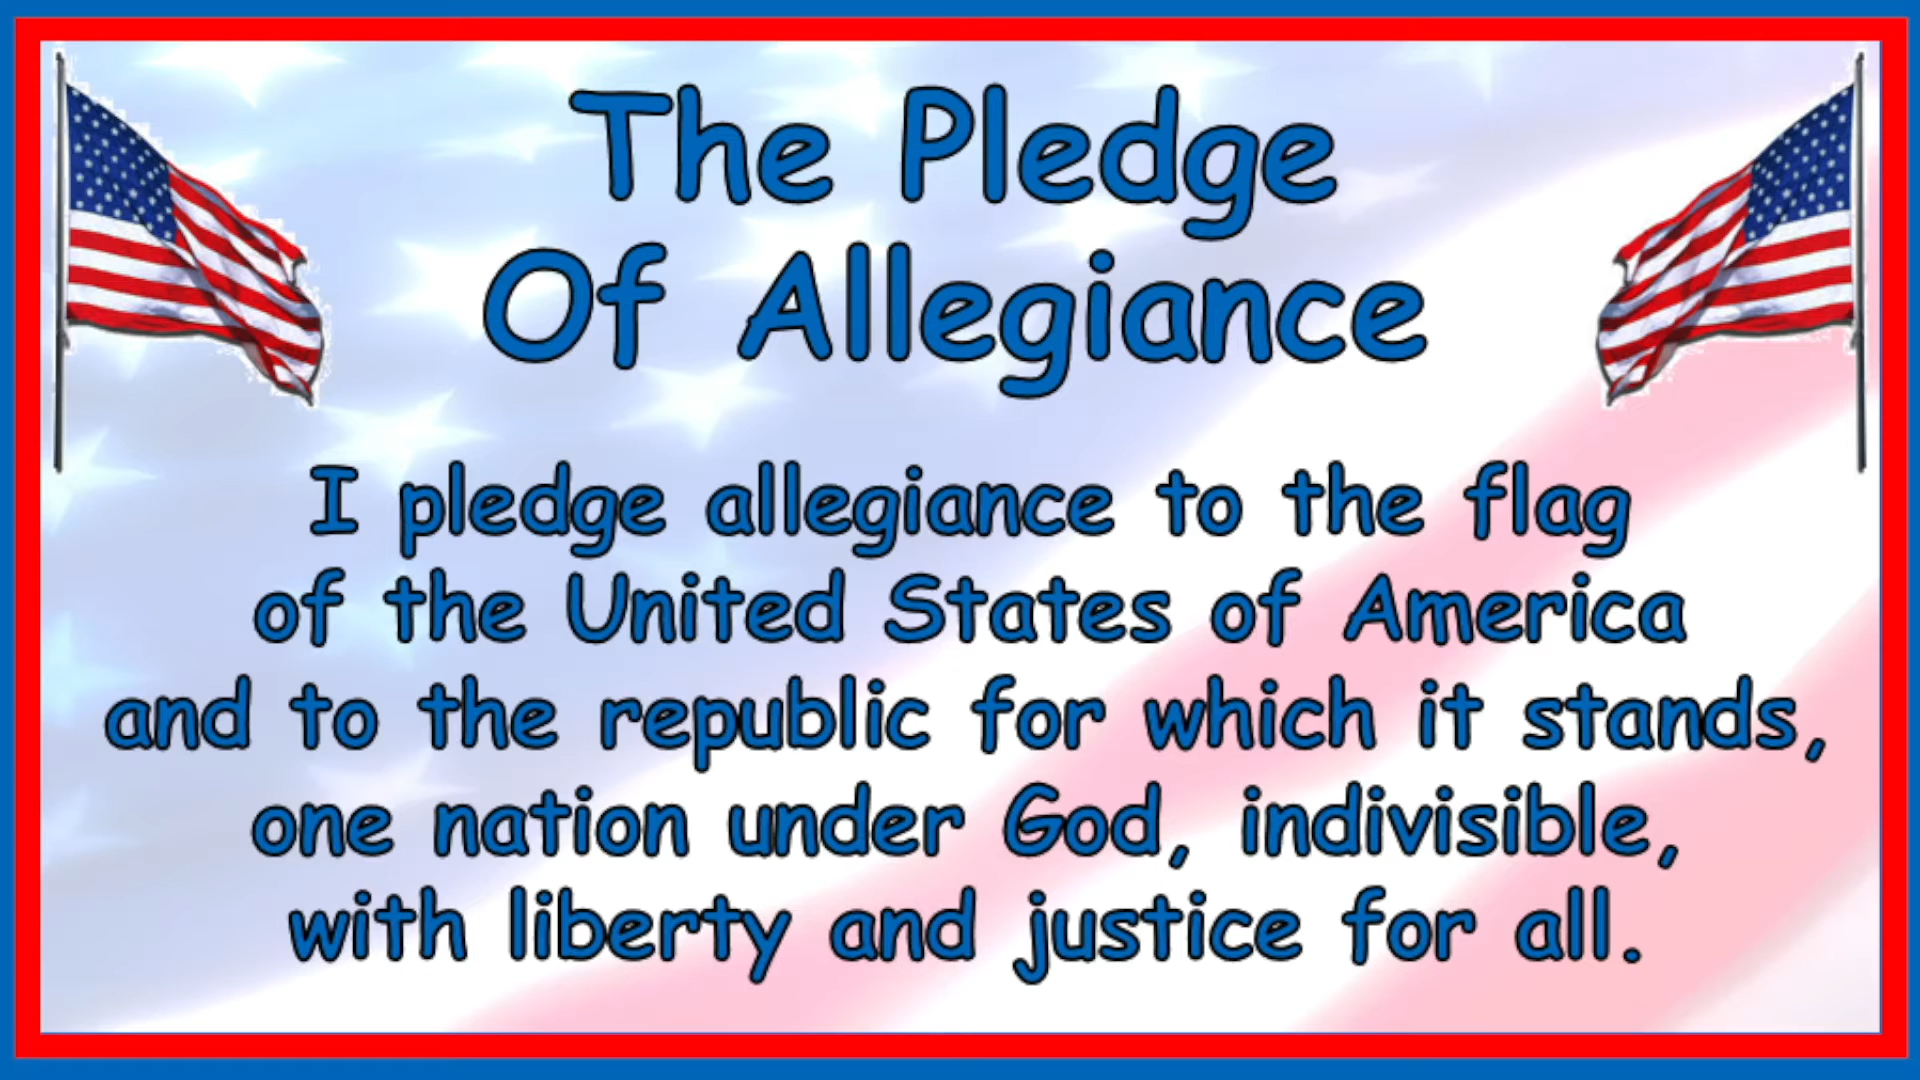 The Pledge
Of Allegiance
I pledge allegiance to the flag
of the United States of America
and to the republic for which it stands,
one nation under God, indivisible,
with liberty and justice for all.